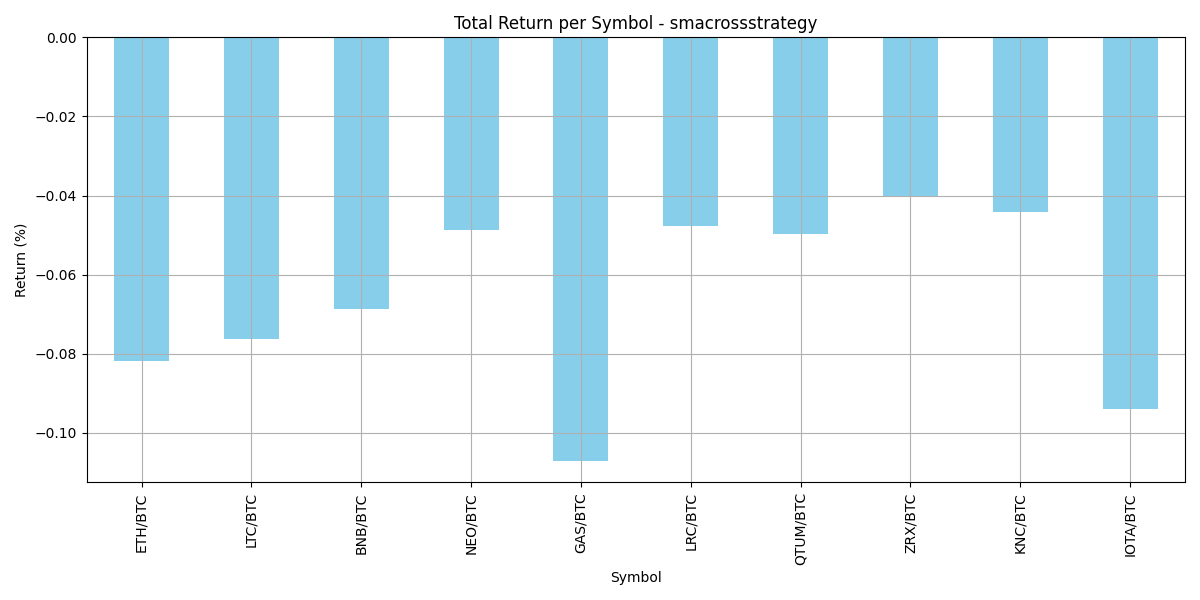 Total Return per Symbol - smacrossstrategy
Return (%)
0.00
−0.02
−0.04
−0.06
−0.08
−0.10
ETH/BTC
LTC/BTC
BNB/BTC
NEO/BTC
GAS/BTC
LRC/BTC
QTUM/BTC
ZRX/BTC
KNC/BTC
IOTA/BTC
Symbol